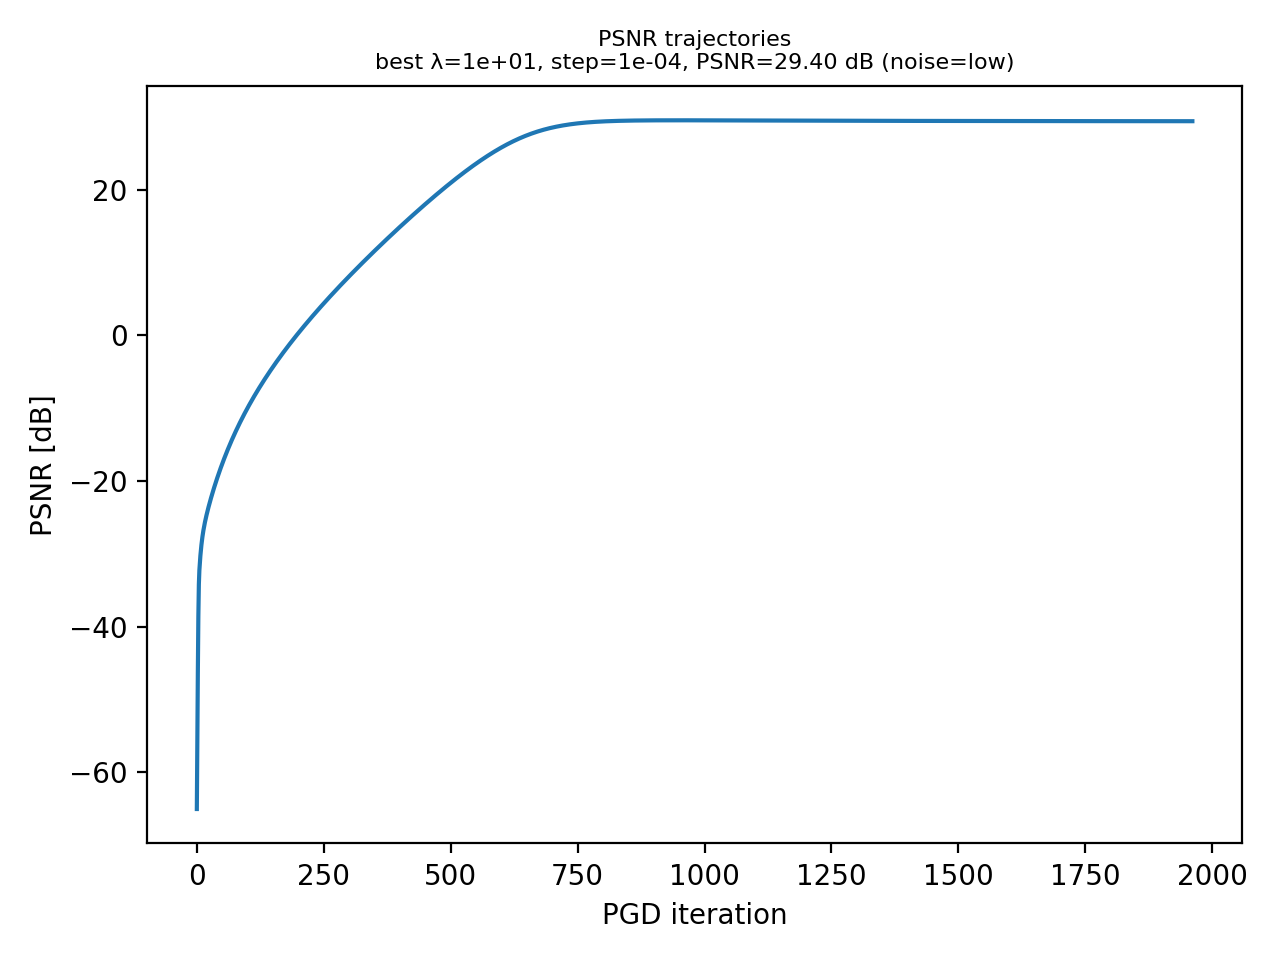 PSNR trajectories
best λ=1e+01, step=1e-04, PSNR=29.40 dB (noise=low)
PSNR [dB]
20
0
−20
−40
−60
0 250 500 750 1000 1250 1500 1750 2000
PGD iteration